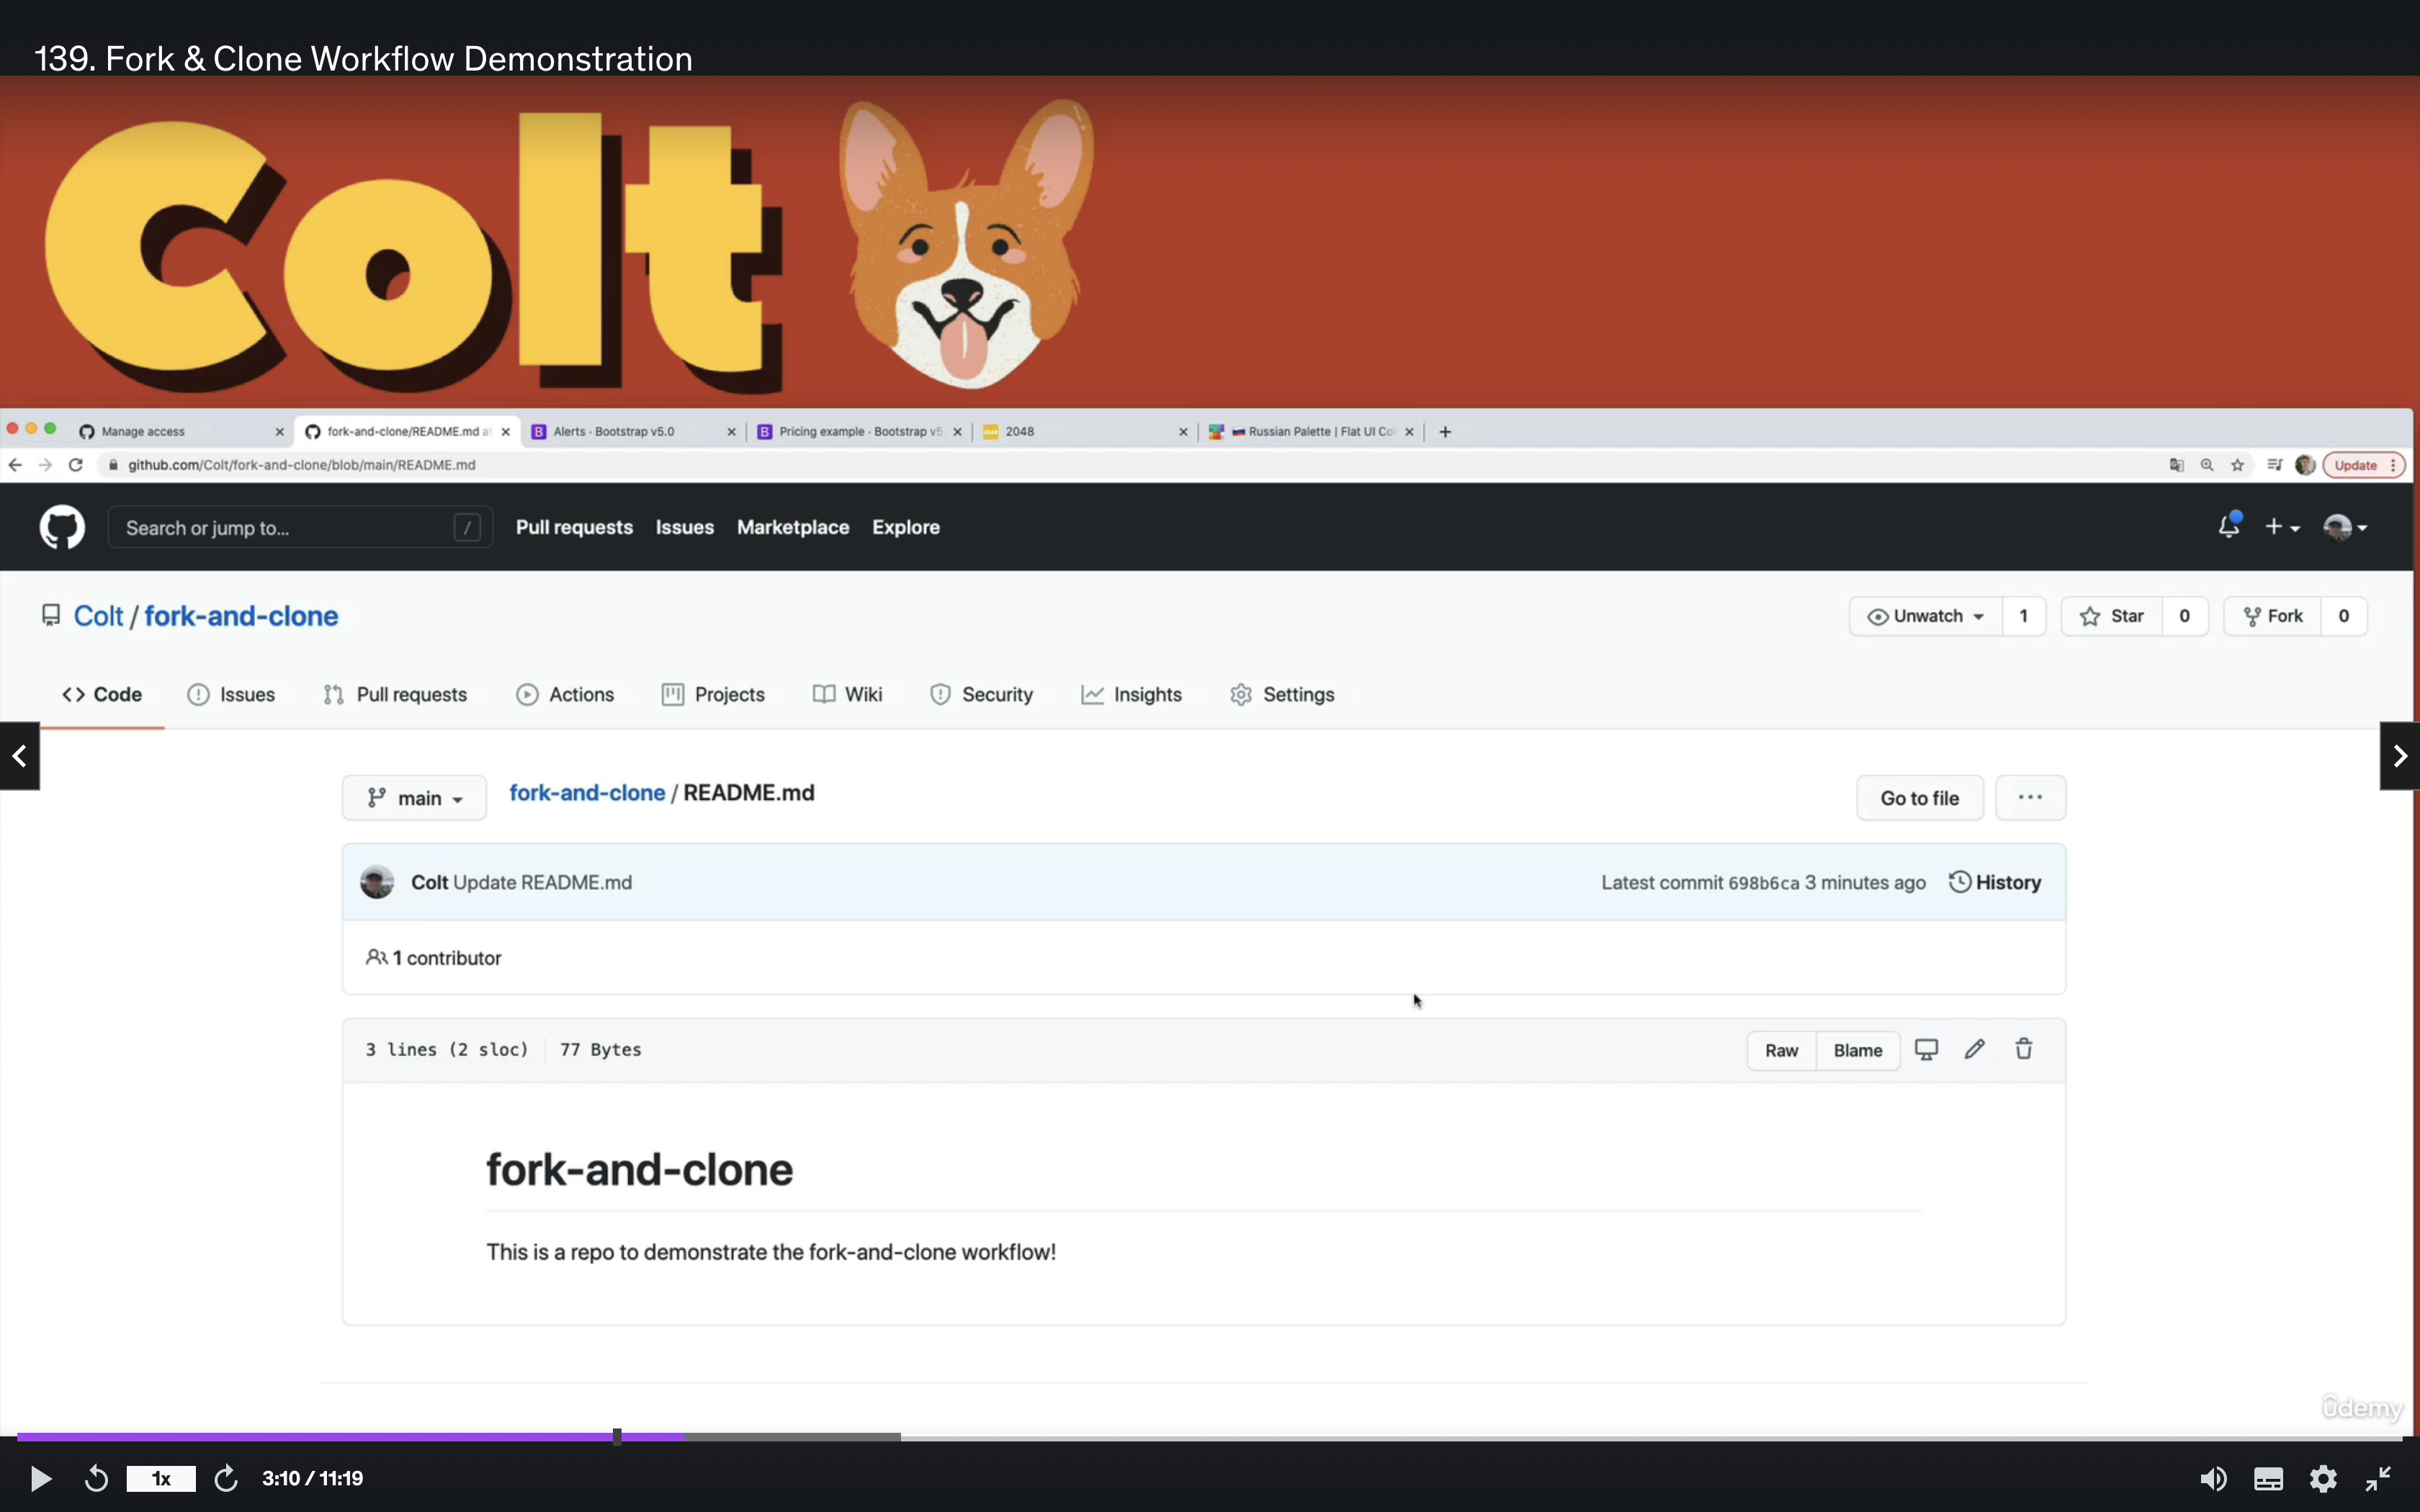 139. Fork & Clone Workflow Demonstration
Colt
Manage access
fork-and-clone/README.md at
Alerts · Bootstrap v5.0
Pricing example · Bootstrap v5
2048
Russian Palette | Flat UI Col
github.com/Colt/fork-and-clone/blob/main/README.md
Update
Search or jump to... /
Pull requests Issues Marketplace Explore
Colt / fork-and-clone
Unwatch 1 Star 0 Fork 0
Code Issues Pull requests Actions Projects Wiki Security Insights Settings
main fork-and-clone / README.md Go to file ...
Colt Update README.md Latest commit 698b6ca 3 minutes ago History
1 contributor
3 lines (2 sloc) 77 Bytes Raw Blame
fork-and-clone
This is a repo to demonstrate the fork-and-clone workflow!
ûdemy
1x 3:10 / 11:19